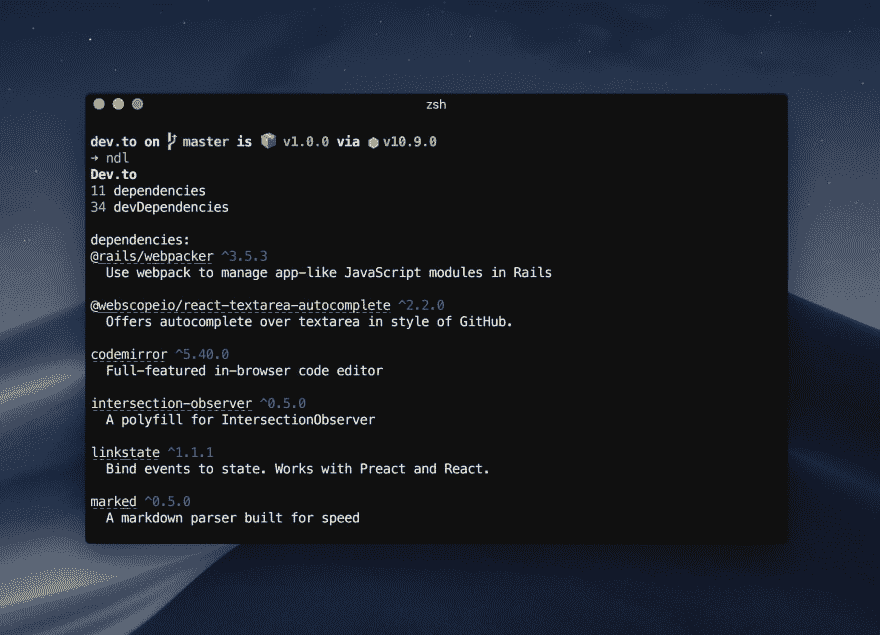 zsh
dev.to on master is 📦 v1.0.0 via ⬢ v10.9.0
➜ ndl
Dev.to
11 dependencies
34 devDependencies
dependencies:
@rails/webpacker ^3.5.3
Use webpack to manage app-like JavaScript modules in Rails
@webscopeio/react-textarea-autocomplete ^2.2.0
Offers autocomplete over textarea in style of GitHub.
codemirror ^5.40.0
Full-featured in-browser code editor
intersection-observer ^0.5.0
A polyfill for IntersectionObserver
linkstate ^1.1.1
Bind events to state. Works with Preact and React.
marked ^0.5.0
A markdown parser built for speed